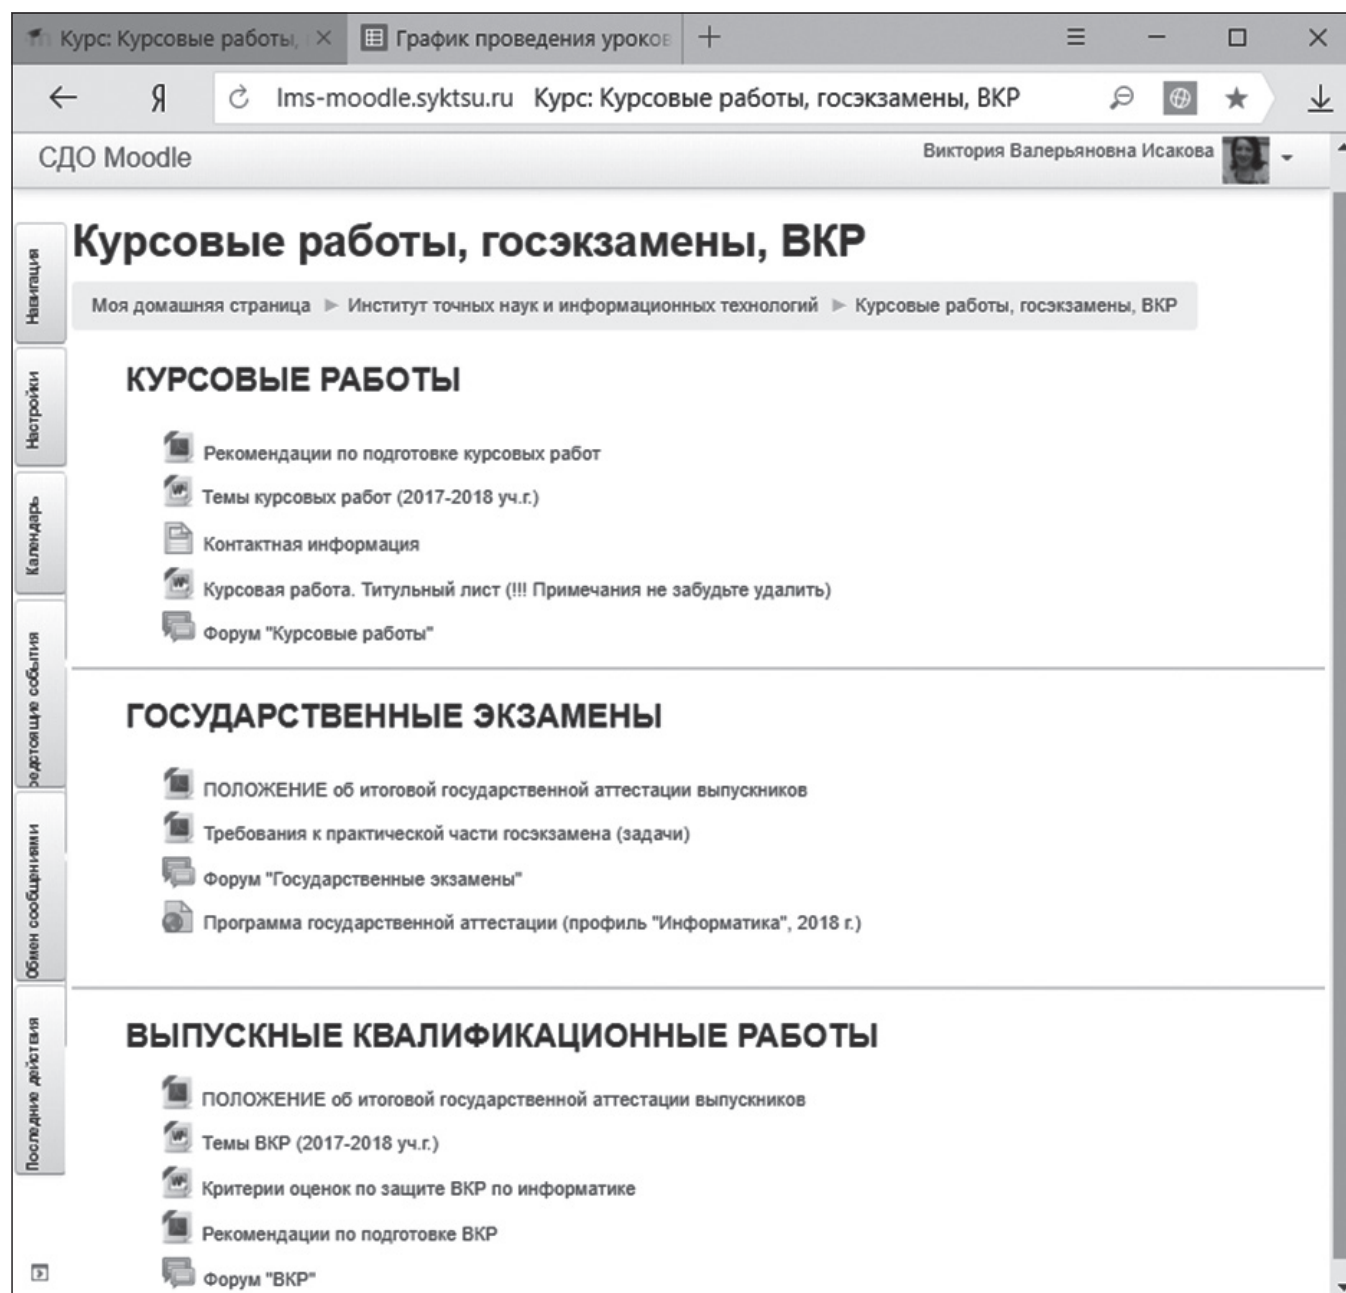 Курс: Курсовые работы,
График проведения уроков
Я
lms-moodle.syktsu.ru Курс: Курсовые работы, госэкзамены, ВКР
СДО Moodle
Виктория Валерьяновна Исакова
Курсовые работы, госэкзамены, ВКР
Моя домашняя страница ► Институт точных наук и информационных технологий ► Курсовые работы, госэкзамены, ВКР
Навигация
Настройки
Календарь
редстоящие события
Обмен сообщениями
Последние действия
КУРСОВЫЕ РАБОТЫ
Рекомендации по подготовке курсовых работ
Темы курсовых работ (2017-2018 уч.г.)
Контактная информация
Курсовая работа. Титульный лист (!!! Примечания не забудьте удалить)
Форум "Курсовые работы"
ГОСУДАРСТВЕННЫЕ ЭКЗАМЕНЫ
ПОЛОЖЕНИЕ об итоговой государственной аттестации выпускников
Требования к практической части госэкзамена (задачи)
Форум "Государственные экзамены"
Программа государственной аттестации (профиль "Информатика", 2018 г.)
ВЫПУСКНЫЕ КВАЛИФИКАЦИОННЫЕ РАБОТЫ
ПОЛОЖЕНИЕ об итоговой государственной аттестации выпускников
Темы ВКР (2017-2018 уч.г.)
Критерии оценок по защите ВКР по информатике
Рекомендации по подготовке ВКР
Форум "ВКР"